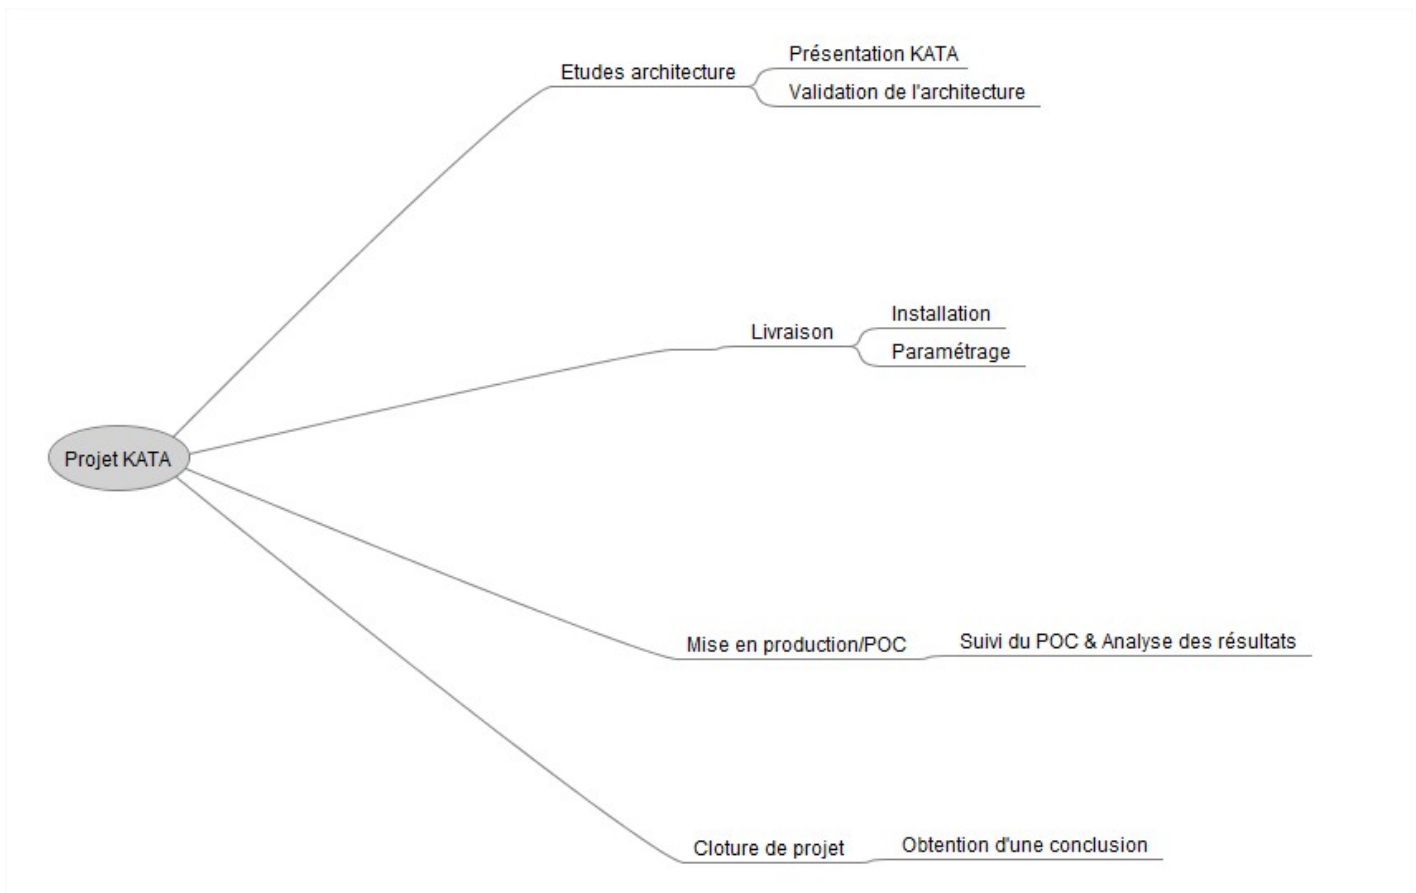 Etudes architecture
Présentation KATA
Validation de l'architecture
Livraison
Installation
Paramétrage
Projet KATA
Mise en production/POC
Suivi du POC & Analyse des résultats
Cloture de projet
Obtention d'une conclusion